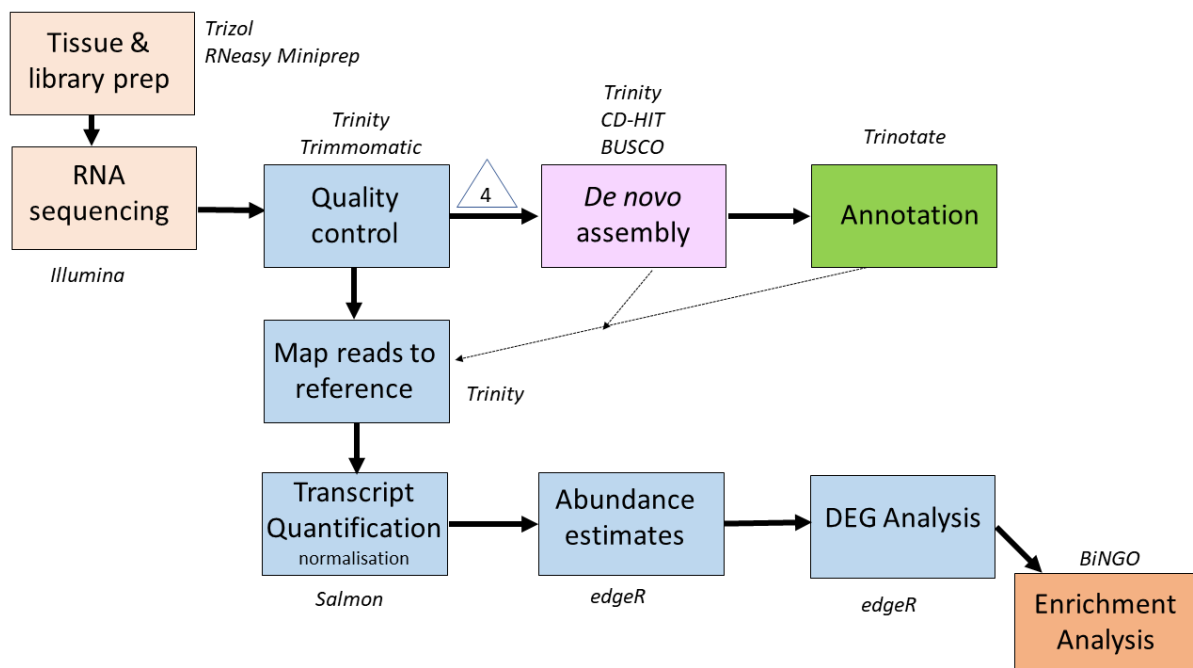 Tissue &
library prep
Trizol
RNeasy Miniprep
RNA
sequencing
Illumina
Trinity
Trimmomatic
Quality
control
4
Trinity
CD-HIT
BUSCO
De novo
assembly
Trinotate
Annotation
Map reads to
reference
Trinity
Transcript
Quantification
normalisation
Salmon
Abundance
estimates
edgeR
DEG Analysis
edgeR
BiNGO
Enrichment
Analysis